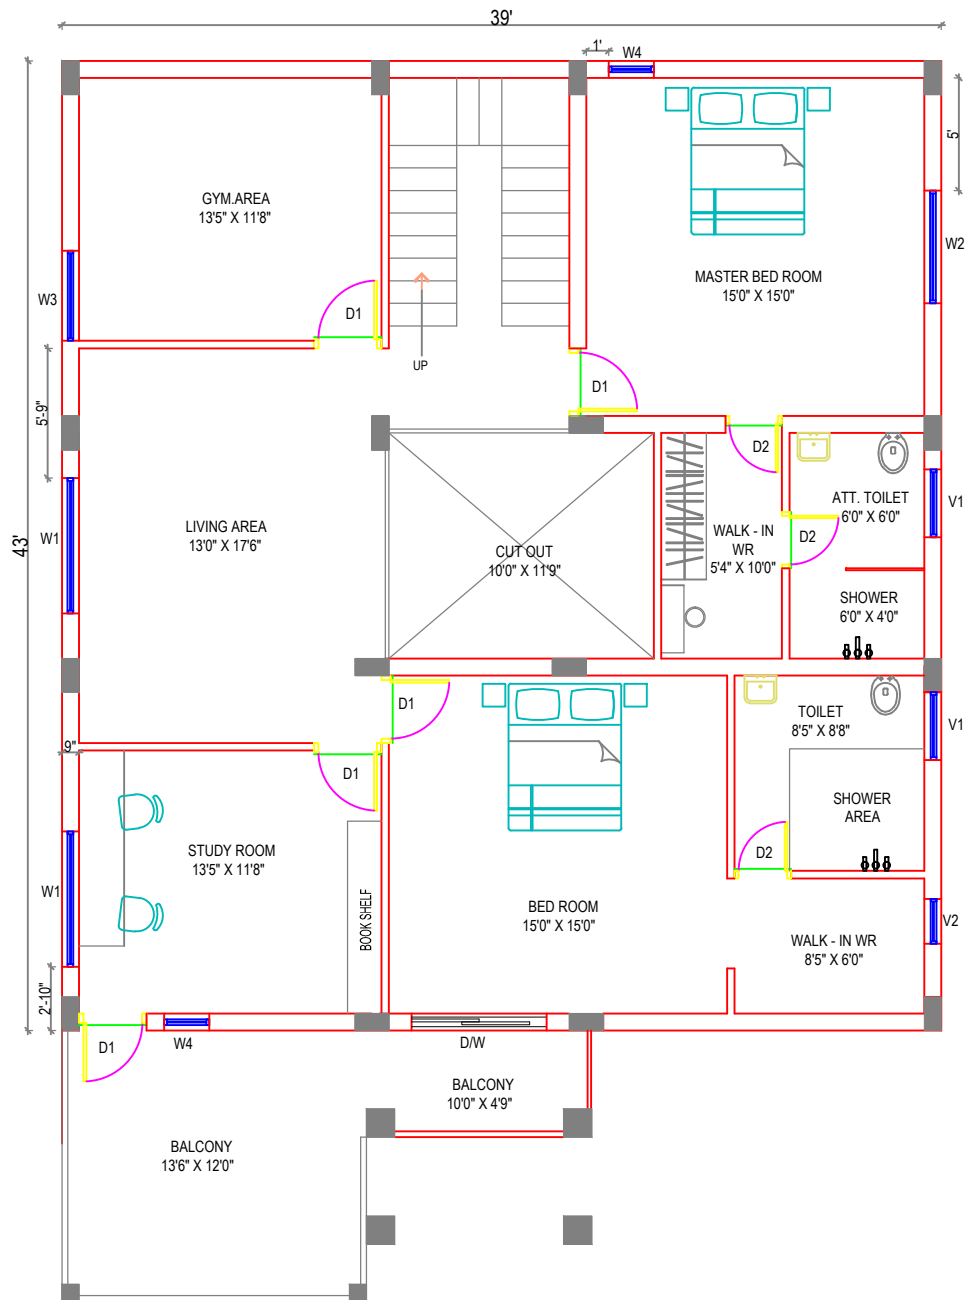 39'
1'
W4
5'
GYM.AREA
13'5" X 11'8"
W2
MASTER BED ROOM
15'0" X 15'0"
W3
D1
UP
D1
5'-9"
D2
ATT. TOILET
6'0" X 6'0"
V1
LIVING AREA
13'0" X 17'6"
W1
43'
CUT OUT
10'0" X 11'9"
WALK - IN
WR
5'4" X 10'0"
D2
SHOWER
6'0" X 4'0"
D1
TOILET
8'5" X 8'8"
V1
9"
D1
SHOWER
AREA
STUDY ROOM
13'5" X 11'8"
D2
W1
BOOK SHELF
BED ROOM
15'0" X 15'0"
V2
WALK - IN WR
8'5" X 6'0"
2'-10"
D1
W4
D/W
BALCONY
10'0" X 4'9"
BALCONY
13'6" X 12'0"